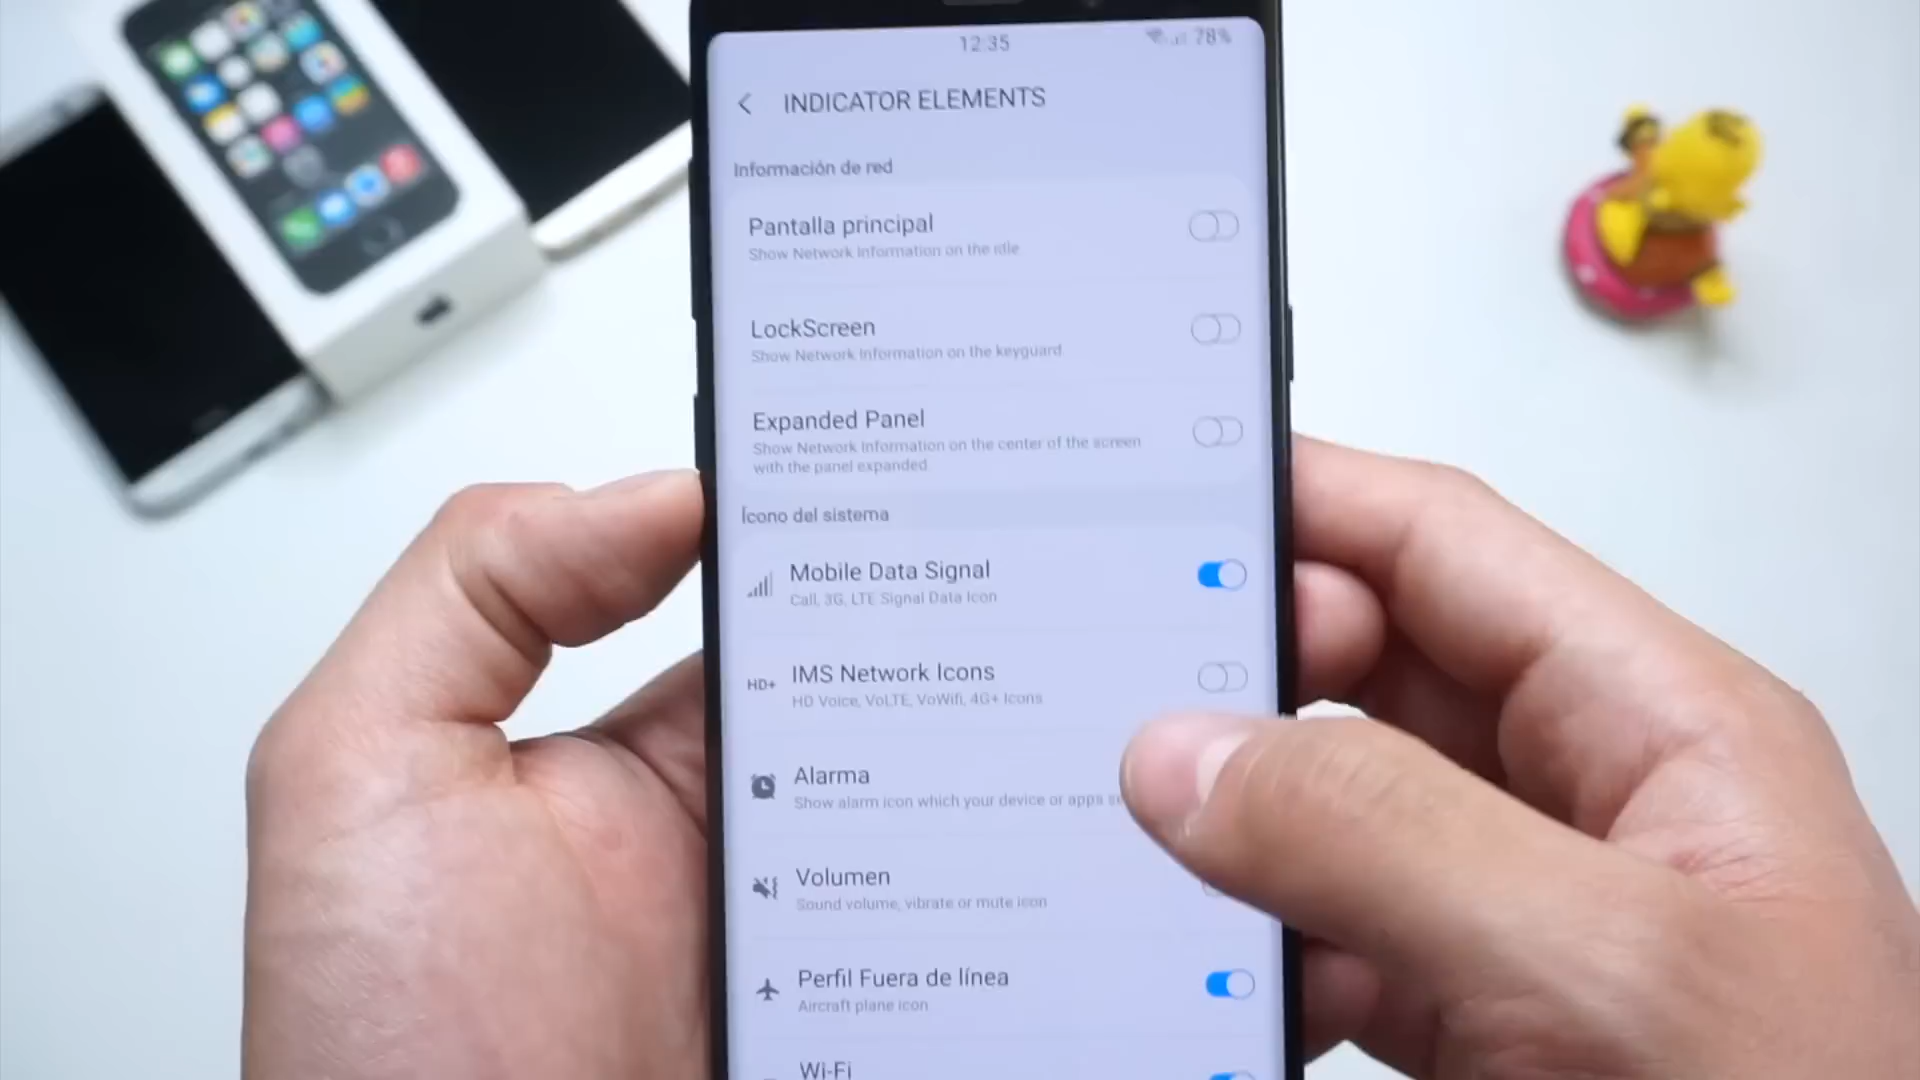 12:35
78%
INDICATOR ELEMENTS
Información de red
Pantalla principal
Show Network Information on the idle
LockScreen
Show Network Information on the keyguard
Expanded Panel
Show Network Information on the center of the screen
with the panel expanded
Ícono del sistema
Mobile Data Signal
Call, 3G, LTE Signal Data Icon
HD+
IMS Network Icons
HD Voice, VoLTE, VoWifi, 4G+ Icons
Alarma
Show alarm icon which your device or apps
Volumen
Sound volume, vibrate or mute icon
Perfil Fuera de línea
Aircraft plane icon
Wi-Fi